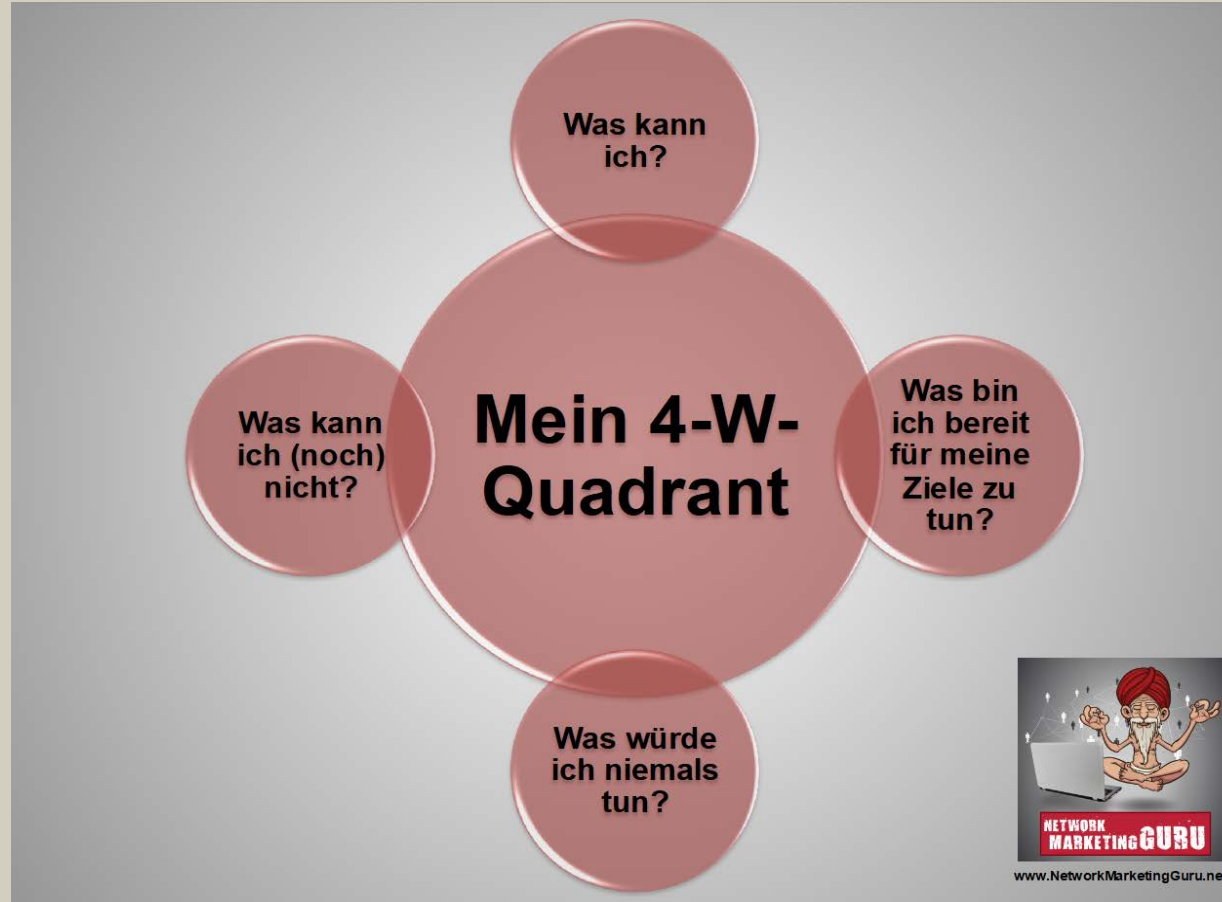 Was kann
ich?
Was kann
ich (noch)
nicht?
Mein 4-W-
Quadrant
Was bin
ich bereit
für meine
Ziele zu
tun?
Was würde
ich niemals
tun?
NETWORK
MARKETING GURU
www.NetworkMarketingGuru.ne